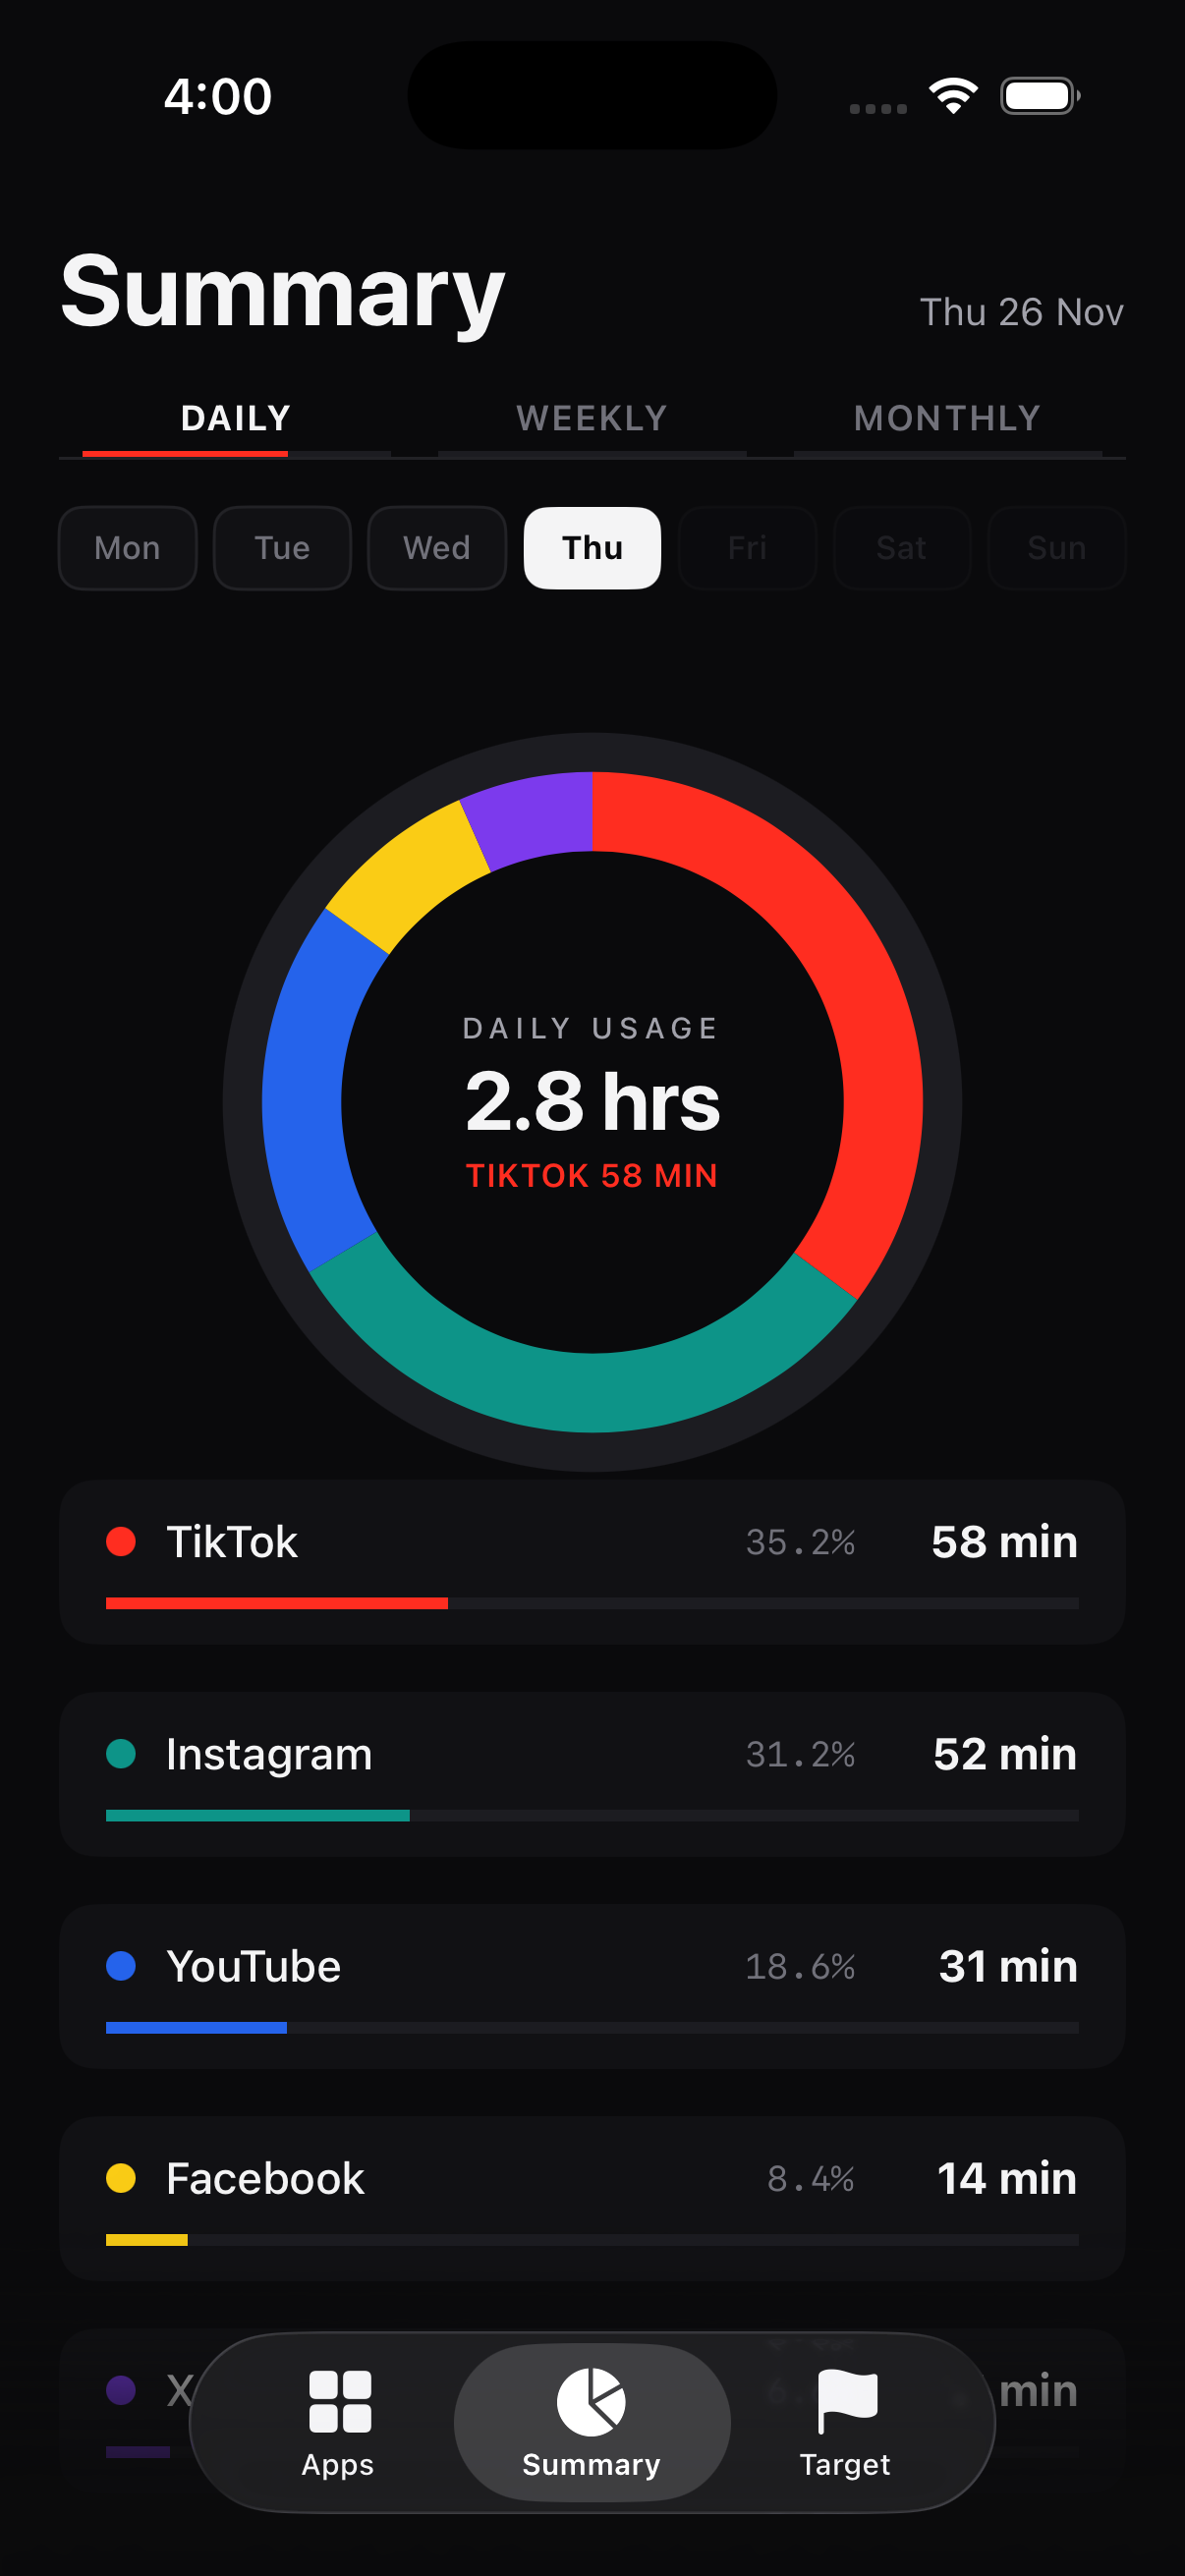 4:00
Summary
Thu 26 Nov
DAILY WEEKLY MONTHLY
Mon Tue Wed Thu Fri Sat Sun
DAILY USAGE
2.8 hrs
TIKTOK 58 MIN
TikTok 35.2% 58 min
Instagram 31.2% 52 min
YouTube 18.6% 31 min
Facebook 8.4% 14 min
X min
Apps Summary Target